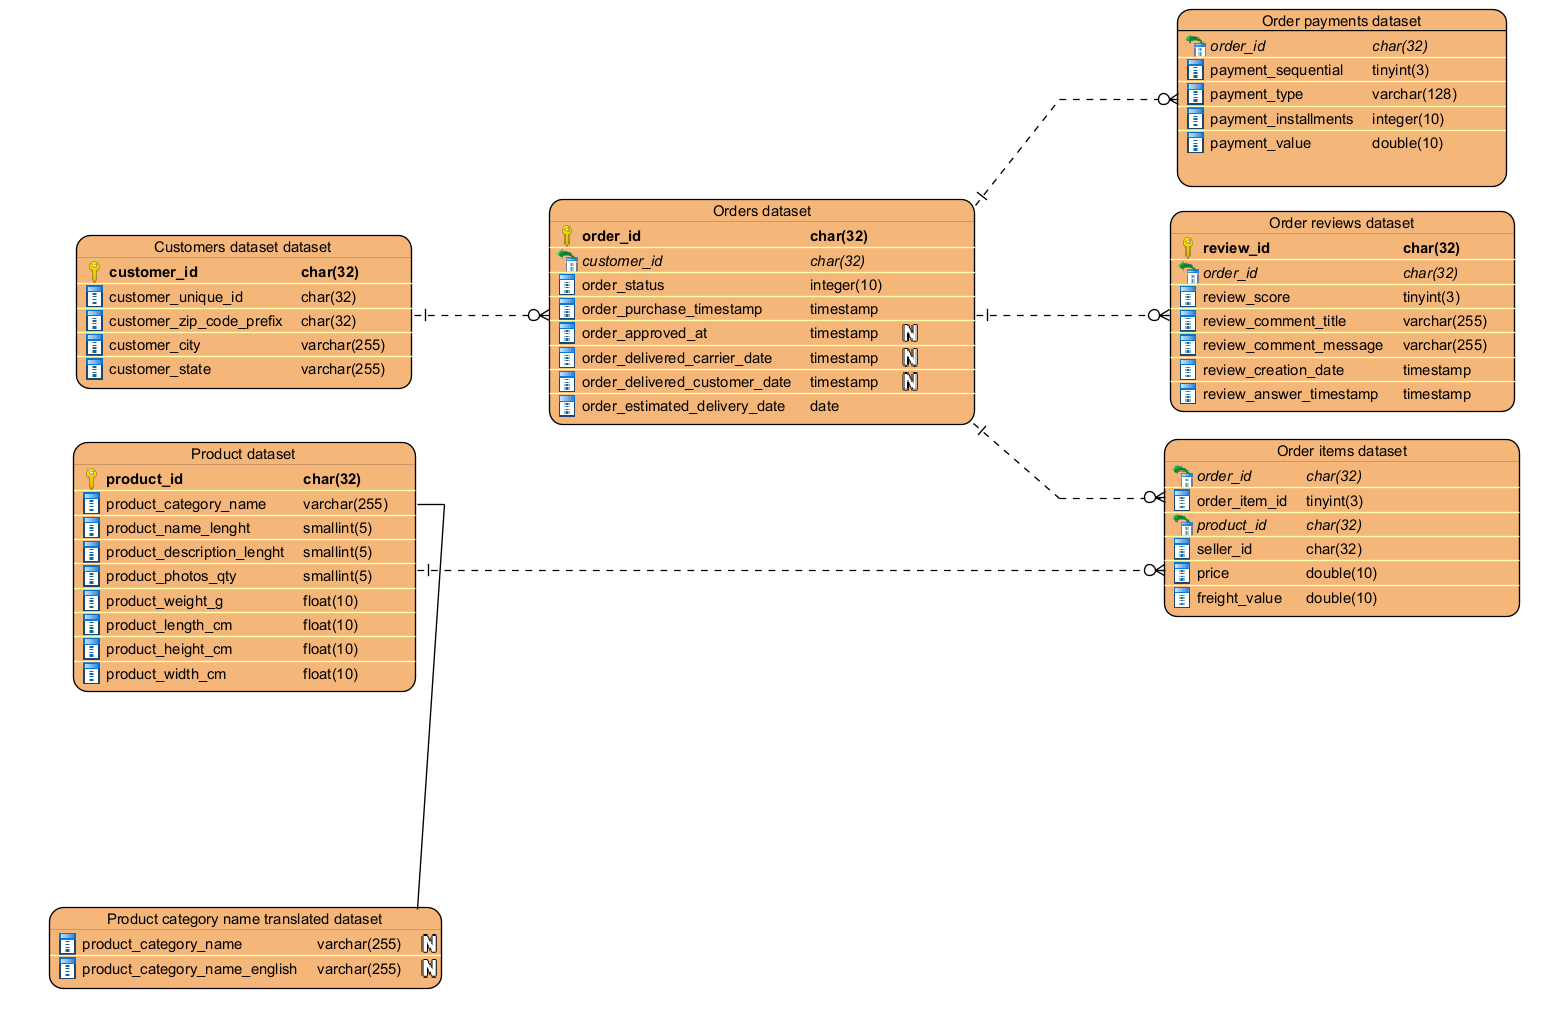 Order payments dataset
order_id char(32)
payment_sequential tinyint(3)
payment_type varchar(128)
payment_installments integer(10)
payment_value double(10)
Orders dataset
order_id char(32)
customer_id char(32)
order_status integer(10)
order_purchase_timestamp timestamp
order_approved_at timestamp N
order_delivered_carrier_date timestamp N
order_delivered_customer_date timestamp N
order_estimated_delivery_date date
Order reviews dataset
review_id char(32)
order_id char(32)
review_score tinyint(3)
review_comment_title varchar(255)
review_comment_message varchar(255)
review_creation_date timestamp
review_answer_timestamp timestamp
Customers dataset dataset
customer_id char(32)
customer_unique_id char(32)
customer_zip_code_prefix char(32)
customer_city varchar(255)
customer_state varchar(255)
Product dataset
product_id char(32)
product_category_name varchar(255)
product_name_lenght smallint(5)
product_description_lenght smallint(5)
product_photos_qty smallint(5)
product_weight_g float(10)
product_length_cm float(10)
product_height_cm float(10)
product_width_cm float(10)
Order items dataset
order_id char(32)
order_item_id tinyint(3)
product_id char(32)
seller_id char(32)
price double(10)
freight_value double(10)
Product category name translated dataset
product_category_name varchar(255) N
product_category_name_english varchar(255) N